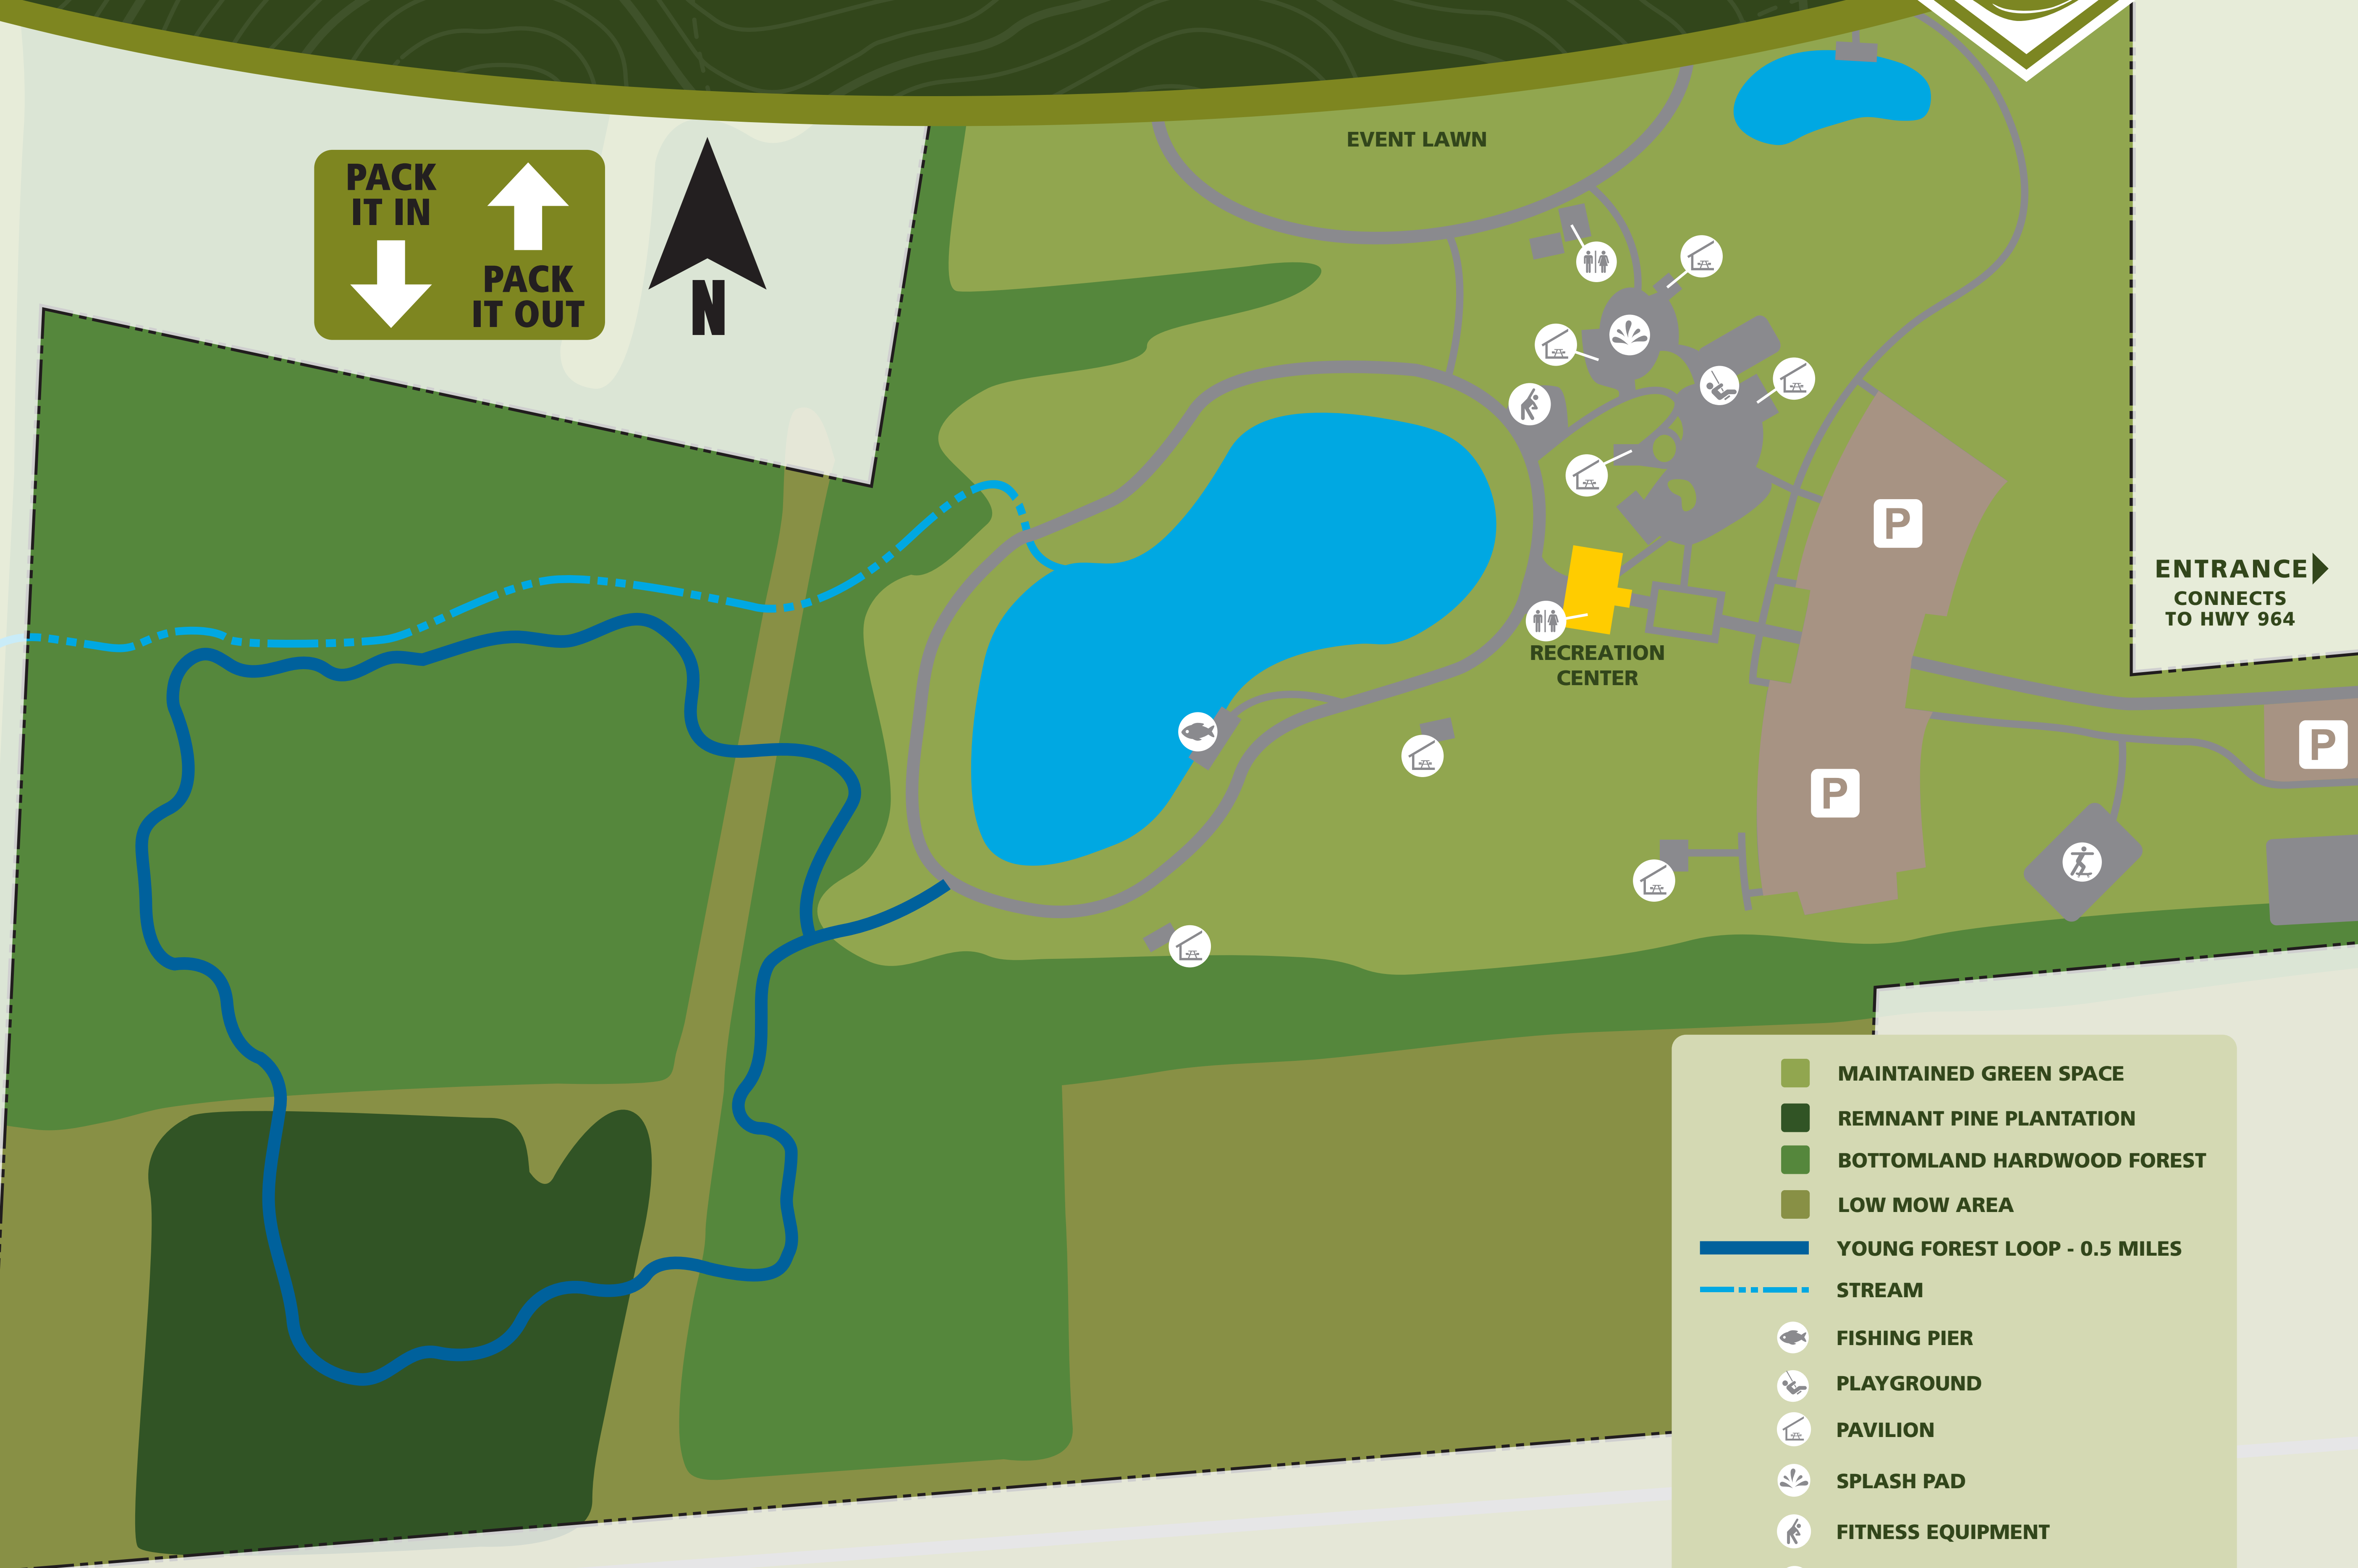 EVENT LAWN
PACK
IT IN
PACK
IT OUT
N
P
ENTRANCE
CONNECTS
TO HWY 964
RECREATION
CENTER
P
P
MAINTAINED GREEN SPACE
REMNANT PINE PLANTATION
BOTTOMLAND HARDWOOD FOREST
LOW MOW AREA
YOUNG FOREST LOOP - 0.5 MILES
STREAM
FISHING PIER
PLAYGROUND
PAVILION
SPLASH PAD
FITNESS EQUIPMENT